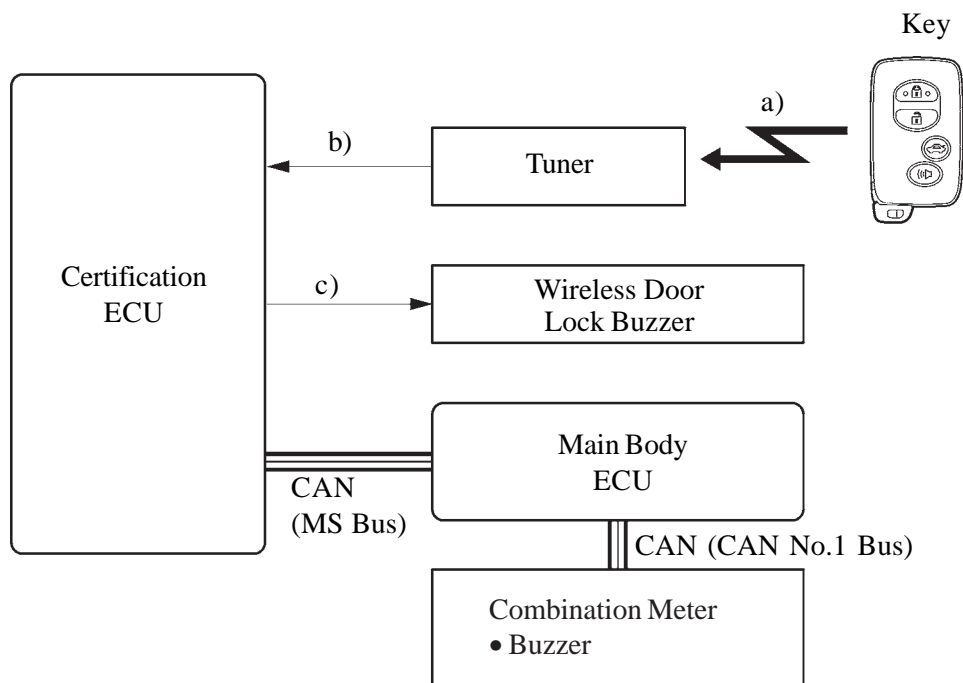 Key
a)
b)
Tuner
Certification
ECU
c)
Wireless Door
Lock Buzzer
Main Body
ECU
CAN
(MS Bus)
CAN (CAN No.1 Bus)
Combination Meter
• Buzzer